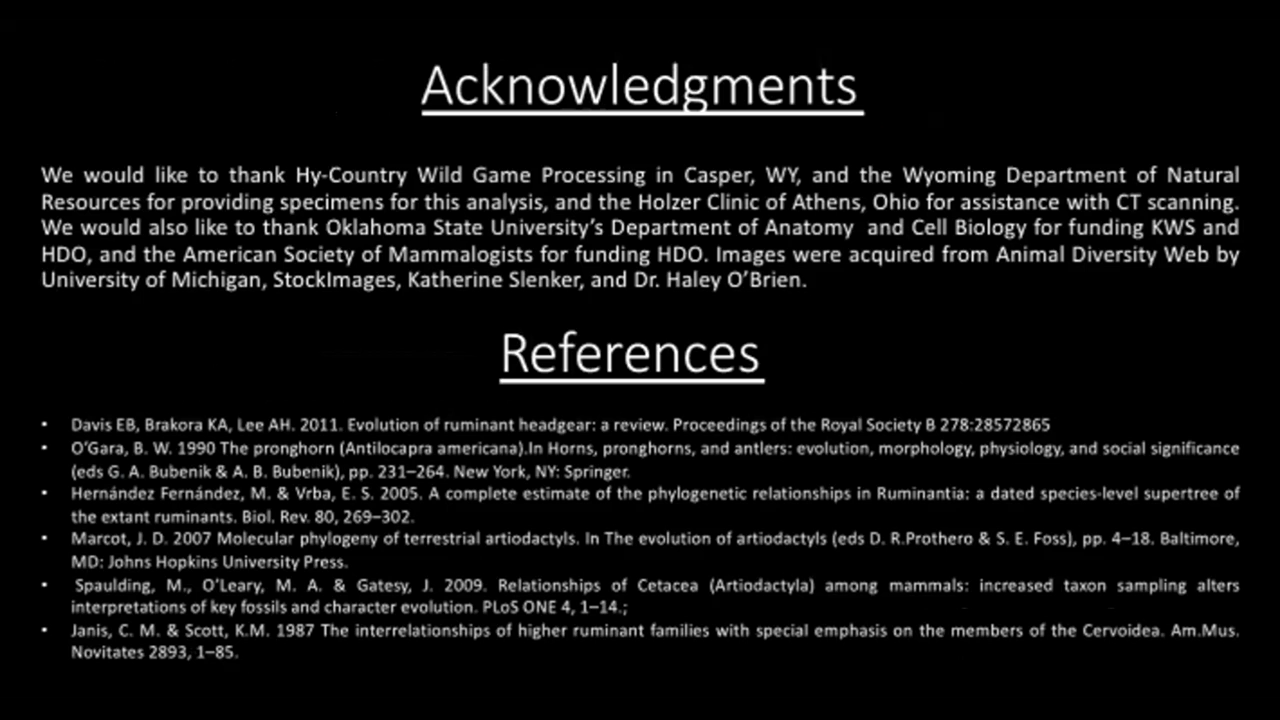 Acknowledgments
We would like to thank Hy-Country Wild Game Processing in Casper, WY, and the Wyoming Department of Natural
Resources for providing specimens for this analysis, and the Holzer Clinic of Athens, Ohio for assistance with CT scanning.
We would also like to thank Oklahoma State University's Department of Anatomy and Cell Biology for funding KWS and
HDO, and the American Society of Mammalogists for funding HDO. Images were acquired from Animal Diversity Web by
University of Michigan, StockImages, Katherine Slenker, and Dr. Haley O'Brien.
References
• Davis EB, Brakora KA, Lee AH. 2011. Evolution of ruminant headgear: a review. Proceedings of the Royal Society B 278:28572865
• O'Gara, B. W. 1990 The pronghorn (Antilocapra americana).In Horns, pronghorns, and antlers: evolution, morphology, physiology, and social significance
(eds G. A. Bubenik & A. B. Bubenik), pp. 231–264. New York, NY: Springer.
• Hernández Fernández, M. & Vrba, E. S. 2005. A complete estimate of the phylogenetic relationships in Ruminantia: a dated species-level supertree of
the extant ruminants. Biol. Rev. 80, 269–302.
• Marcot, J. D. 2007 Molecular phylogeny of terrestrial artiodactyls. In The evolution of artiodactyls (eds D. R.Prothero & S. E. Foss), pp. 4–18. Baltimore,
MD: Johns Hopkins University Press.
• Spaulding, M., O'Leary, M. A. & Gatesy, J. 2009. Relationships of Cetacea (Artiodactyla) among mammals: increased taxon sampling alters
interpretations of key fossils and character evolution. PLoS ONE 4, 1–14.;
• Janis, C. M. & Scott, K.M. 1987 The interrelationships of higher ruminant families with special emphasis on the members of the Cervoidea. Am.Mus.
Novitates 2893, 1–85.